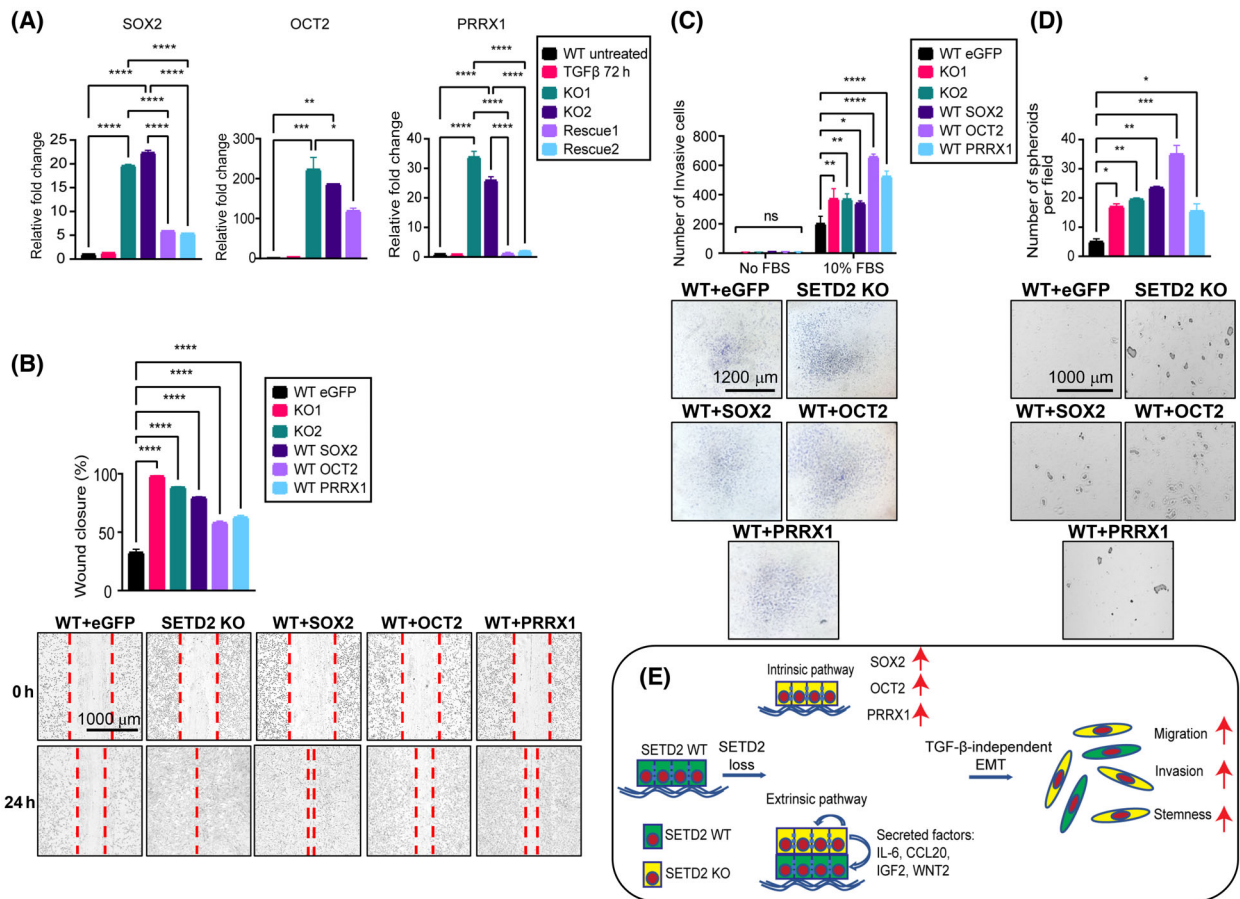 (A)
SOX2
OCT2
PRRX1
WT untreated
TGFβ 72 h
KO1
KO2
Rescue1
Rescue2
Relative fold change
25
20
15
10
5
0
****
****
****
****
****
****
****
Relative fold change
300
200
100
0
**
***
*
Relative fold change
40
30
20
10
0
****
****
****
****
****
****
(B)
WT eGFP
KO1
KO2
WT SOX2
WT OCT2
WT PRRX1
Wound closure (%)
100
50
0
****
****
****
****
****
WT+eGFP SETD2 KO WT+SOX2 WT+OCT2 WT+PRRX1
0 h
1000 µm
24 h
(C)
WT eGFP
KO1
KO2
WT SOX2
WT OCT2
WT PRRX1
Number of Invasive cells
800
600
400
200
0
ns
****
****
*
**
**
No FBS 10% FBS
WT+eGFP SETD2 KO
1200 µm
WT+SOX2 WT+OCT2
WT+PRRX1
(D)
Number of spheroids
per field
40
30
20
10
0
*
***
**
**
*
WT+eGFP SETD2 KO
1000 µm
WT+SOX2 WT+OCT2
WT+PRRX1
(E)
Intrinsic pathway
SOX2
OCT2
PRRX1
SETD2 WT
SETD2
loss
TGF-β-independent
EMT
Migration
Invasion
Stemness
Extrinsic pathway
Secreted factors:
IL-6, CCL20,
IGF2, WNT2
SETD2 WT
SETD2 KO